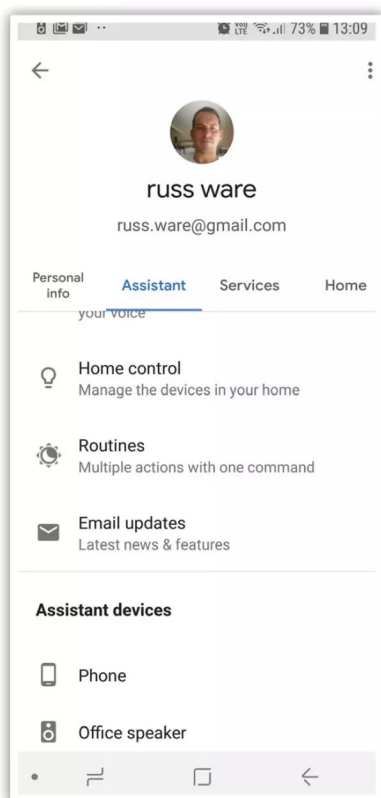 Voll LTE 73% 13:09
russ ware
russ.ware@gmail.com
Personal info Assistant Services Home
your voice
Home control
Manage the devices in your home
Routines
Multiple actions with one command
Email updates
Latest news & features
Assistant devices
Phone
Office speaker